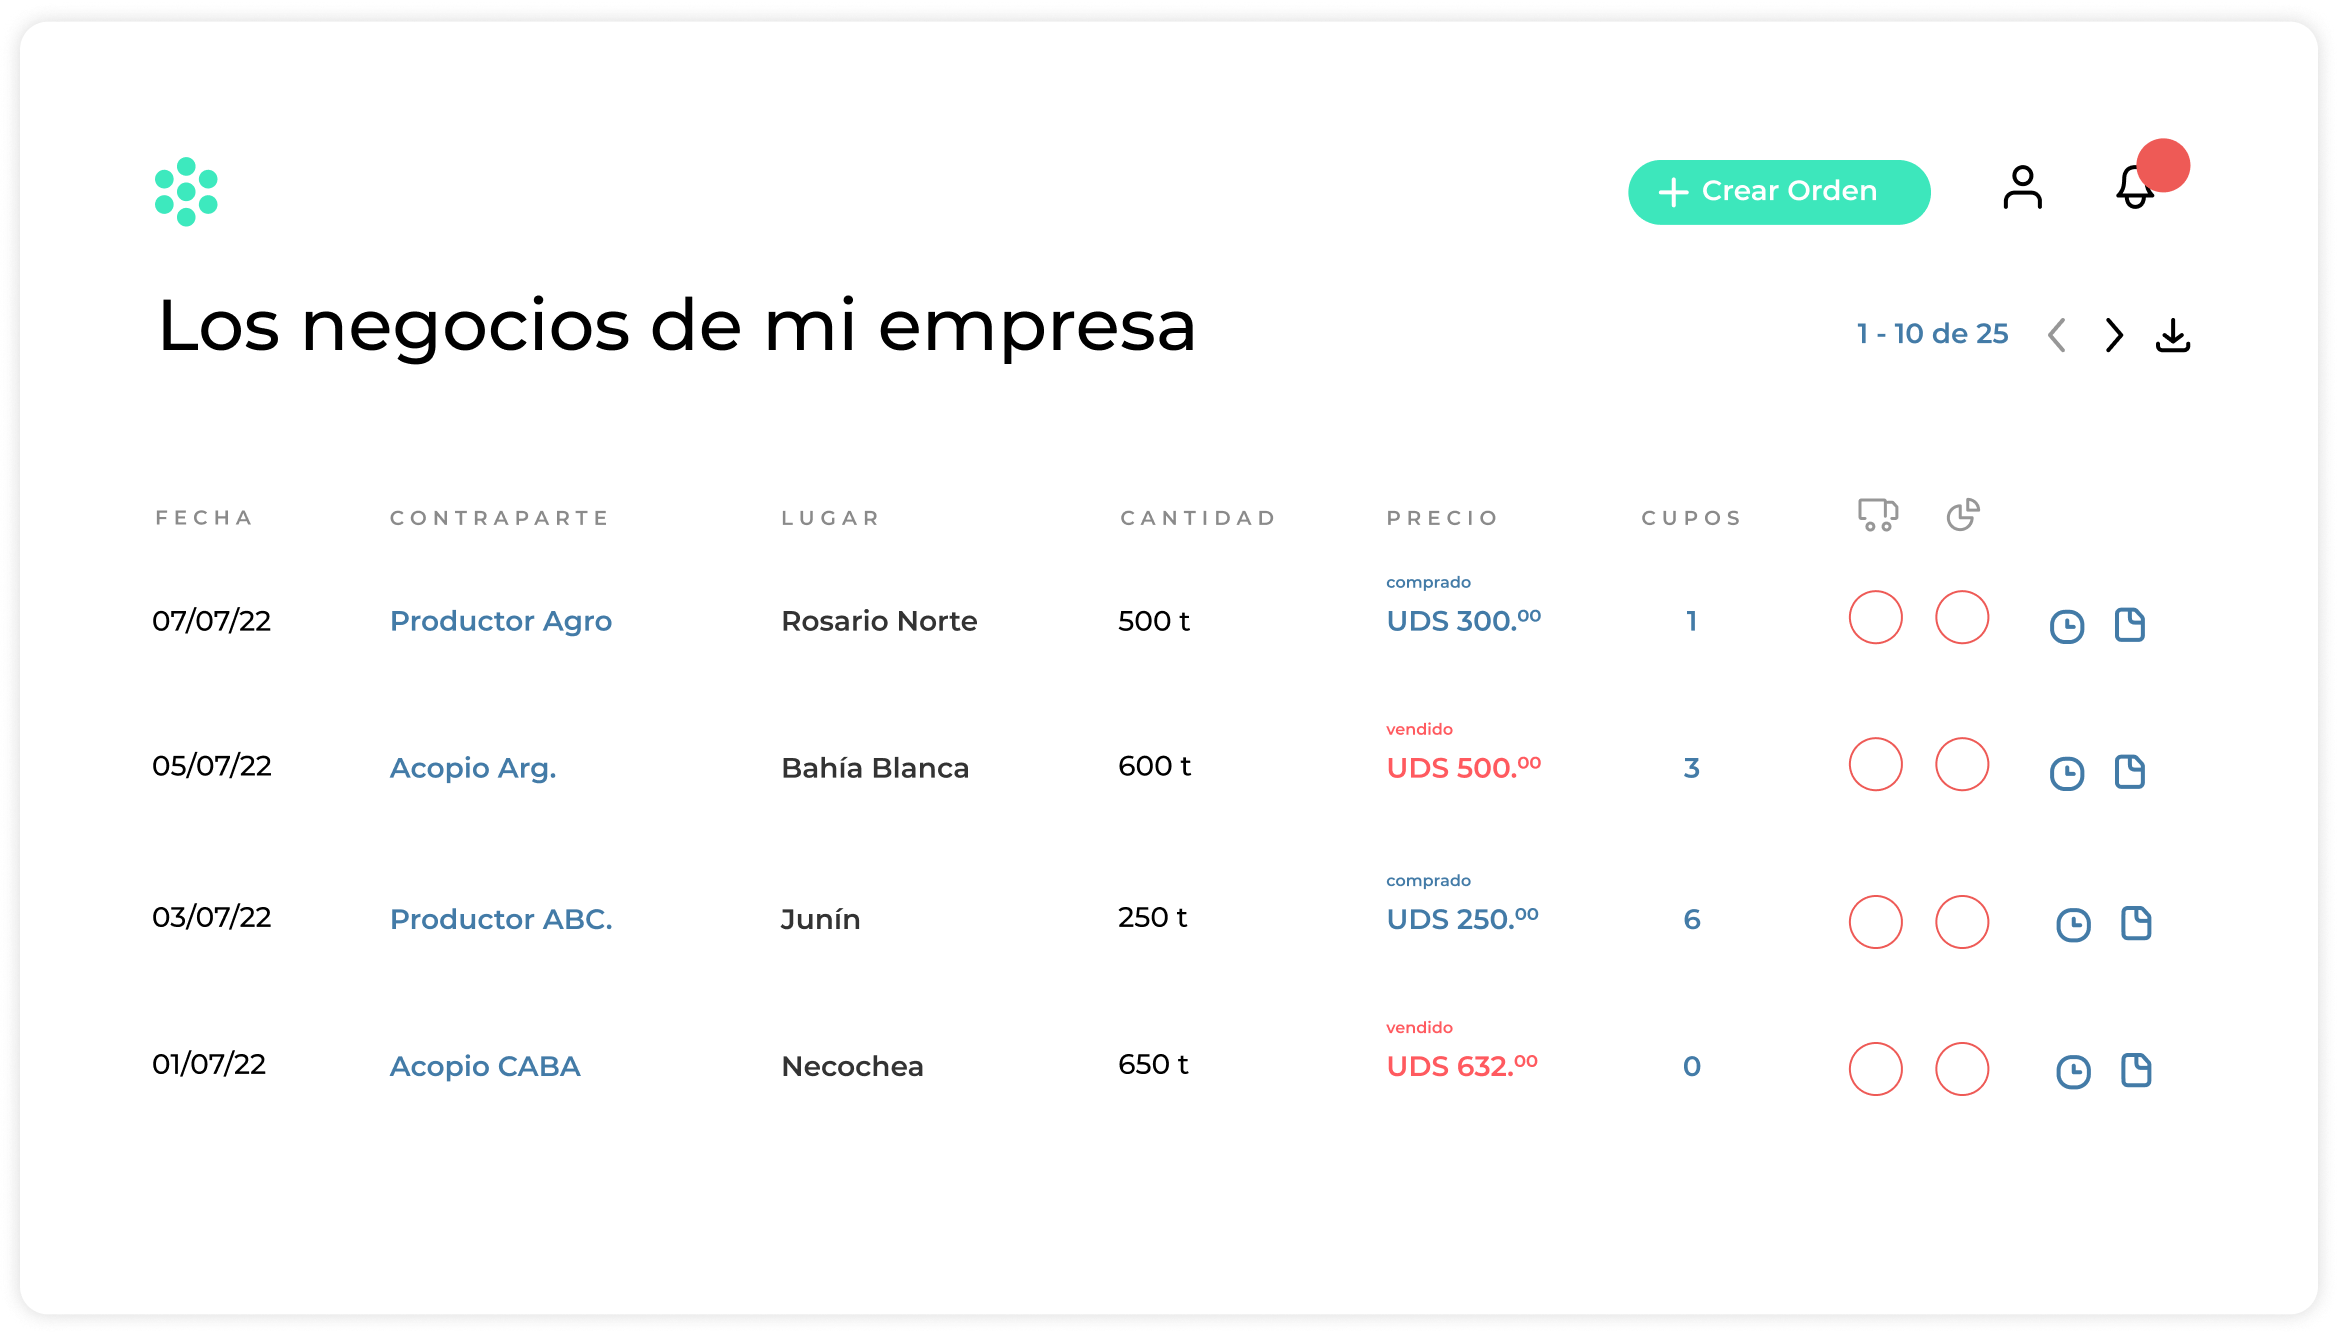 + Crear Orden
Los negocios de mi empresa
1 - 10 de 25
FECHA CONTRAPARTE LUGAR CANTIDAD PRECIO CUPOS
comprado
07/07/22 Productor Agro Rosario Norte 500 t UDS 300.00 1
vendido
05/07/22 Acopio Arg. Bahía Blanca 600 t UDS 500.00 3
comprado
03/07/22 Productor ABC. Junín 250 t UDS 250.00 6
vendido
01/07/22 Acopio CABA Necochea 650 t UDS 632.00 0